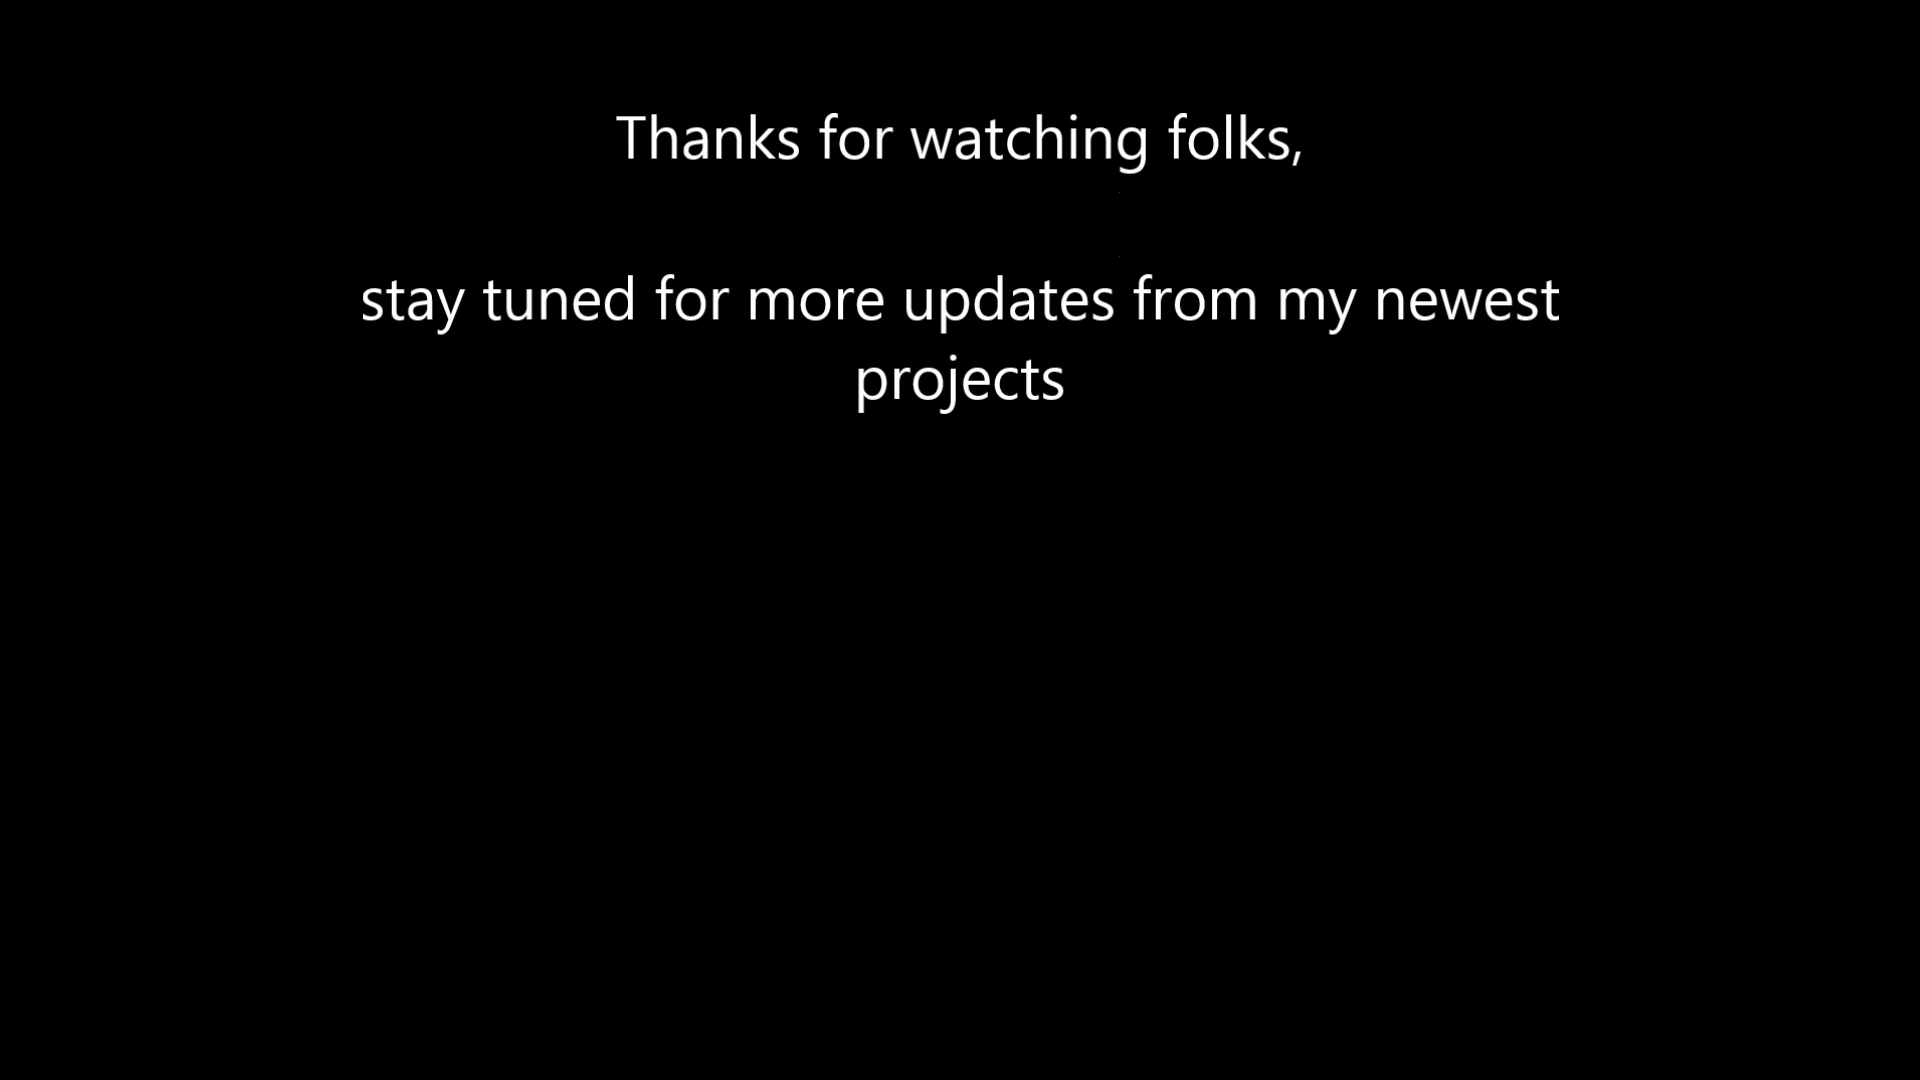 Thanks for watching folks,
stay tuned for more updates from my newest
projects